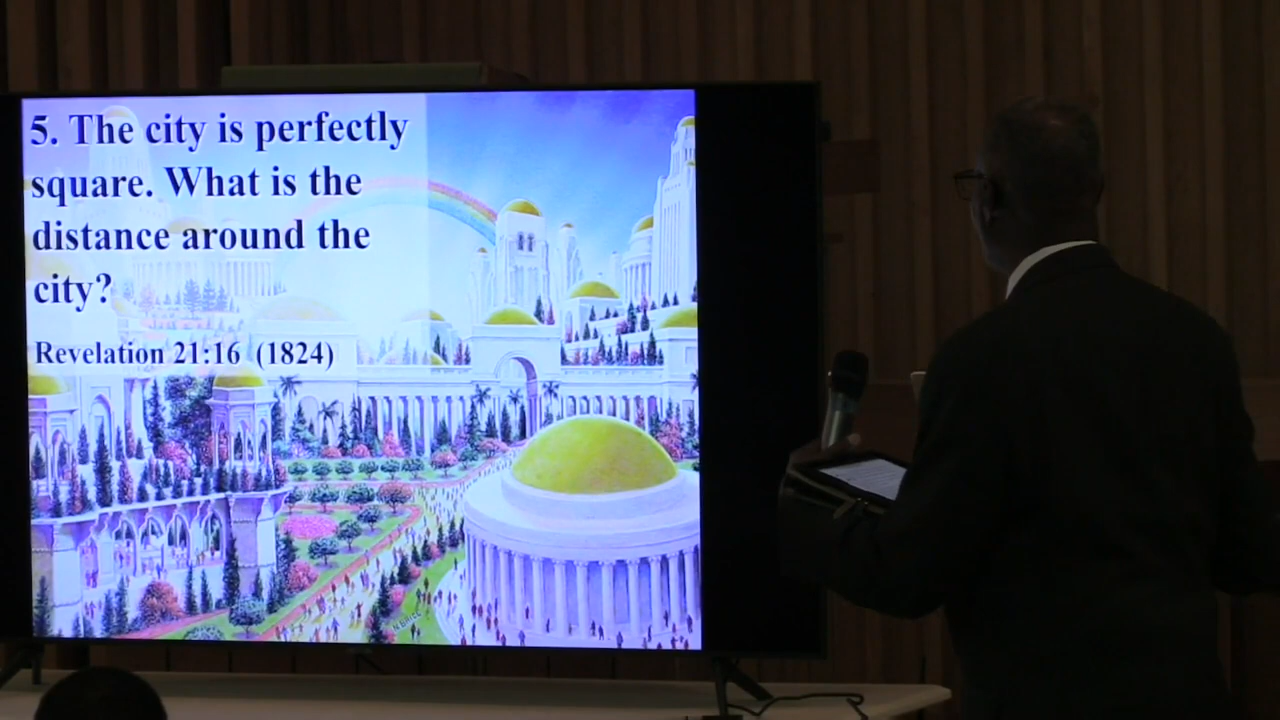 5. The city is perfectly
square. What is the
distance around the
city?
Revelation 21:16 (1824)